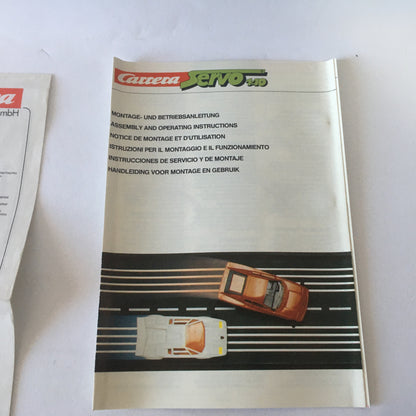 Carrera Servo 140
MONTAGE- UND BETRIEBSANLEITUNG
ASSEMBLY AND OPERATING INSTRUCTIONS
NOTICE DE MONTAGE ET D'UTILISATION
ISTRUZIONI PER IL MONTAGGIO E IL FUNZIONAMENTO
INSTRUCCIONES DE SERVICIO Y DE MONTAJE
HANDLEIDING VOOR MONTAGE EN GEBRUIK